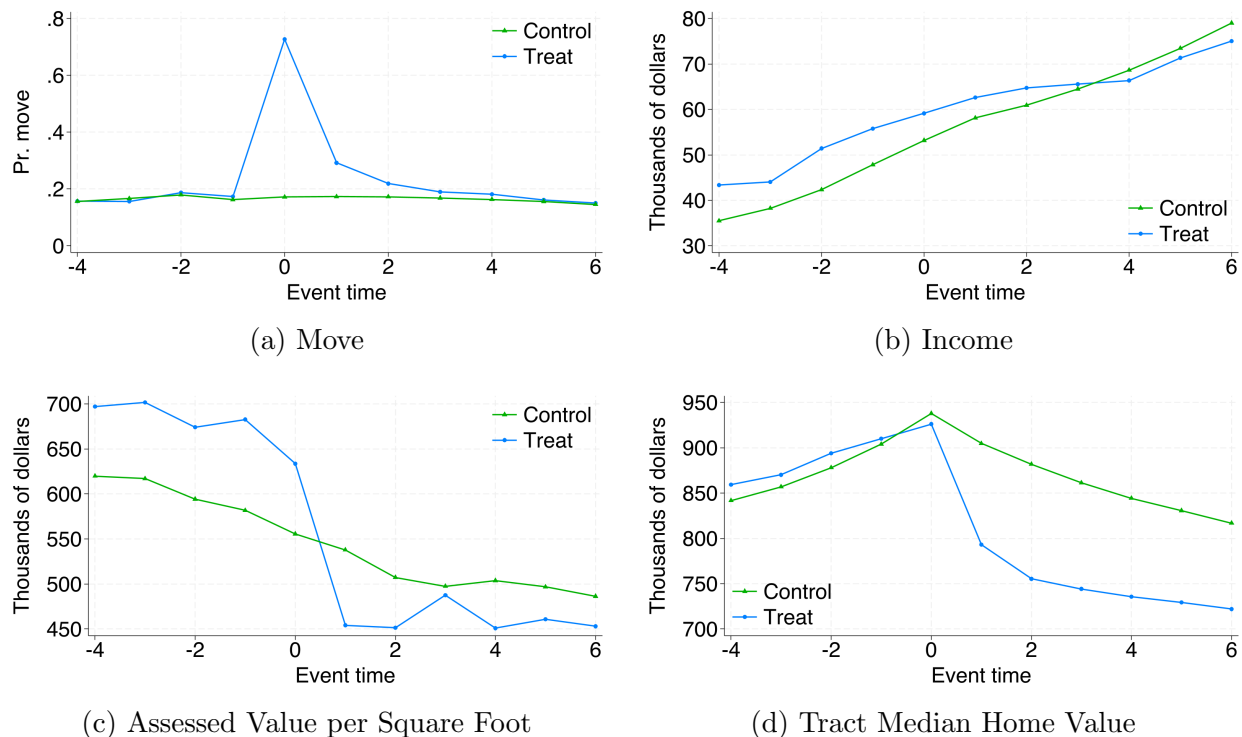 .8
.6
.4
.2
0
Pr. move
Control
Treat
-4 -2 0 2 4 6
Event time
(a) Move
80
70
60
50
40
30
Thousands of dollars
Control
Treat
-4 -2 0 2 4 6
Event time
(b) Income
700
650
600
550
500
450
Thousands of dollars
Control
Treat
-4 -2 0 2 4 6
Event time
(c) Assessed Value per Square Foot
950
900
850
800
750
700
Thousands of dollars
Control
Treat
-4 -2 0 2 4 6
Event time
(d) Tract Median Home Value